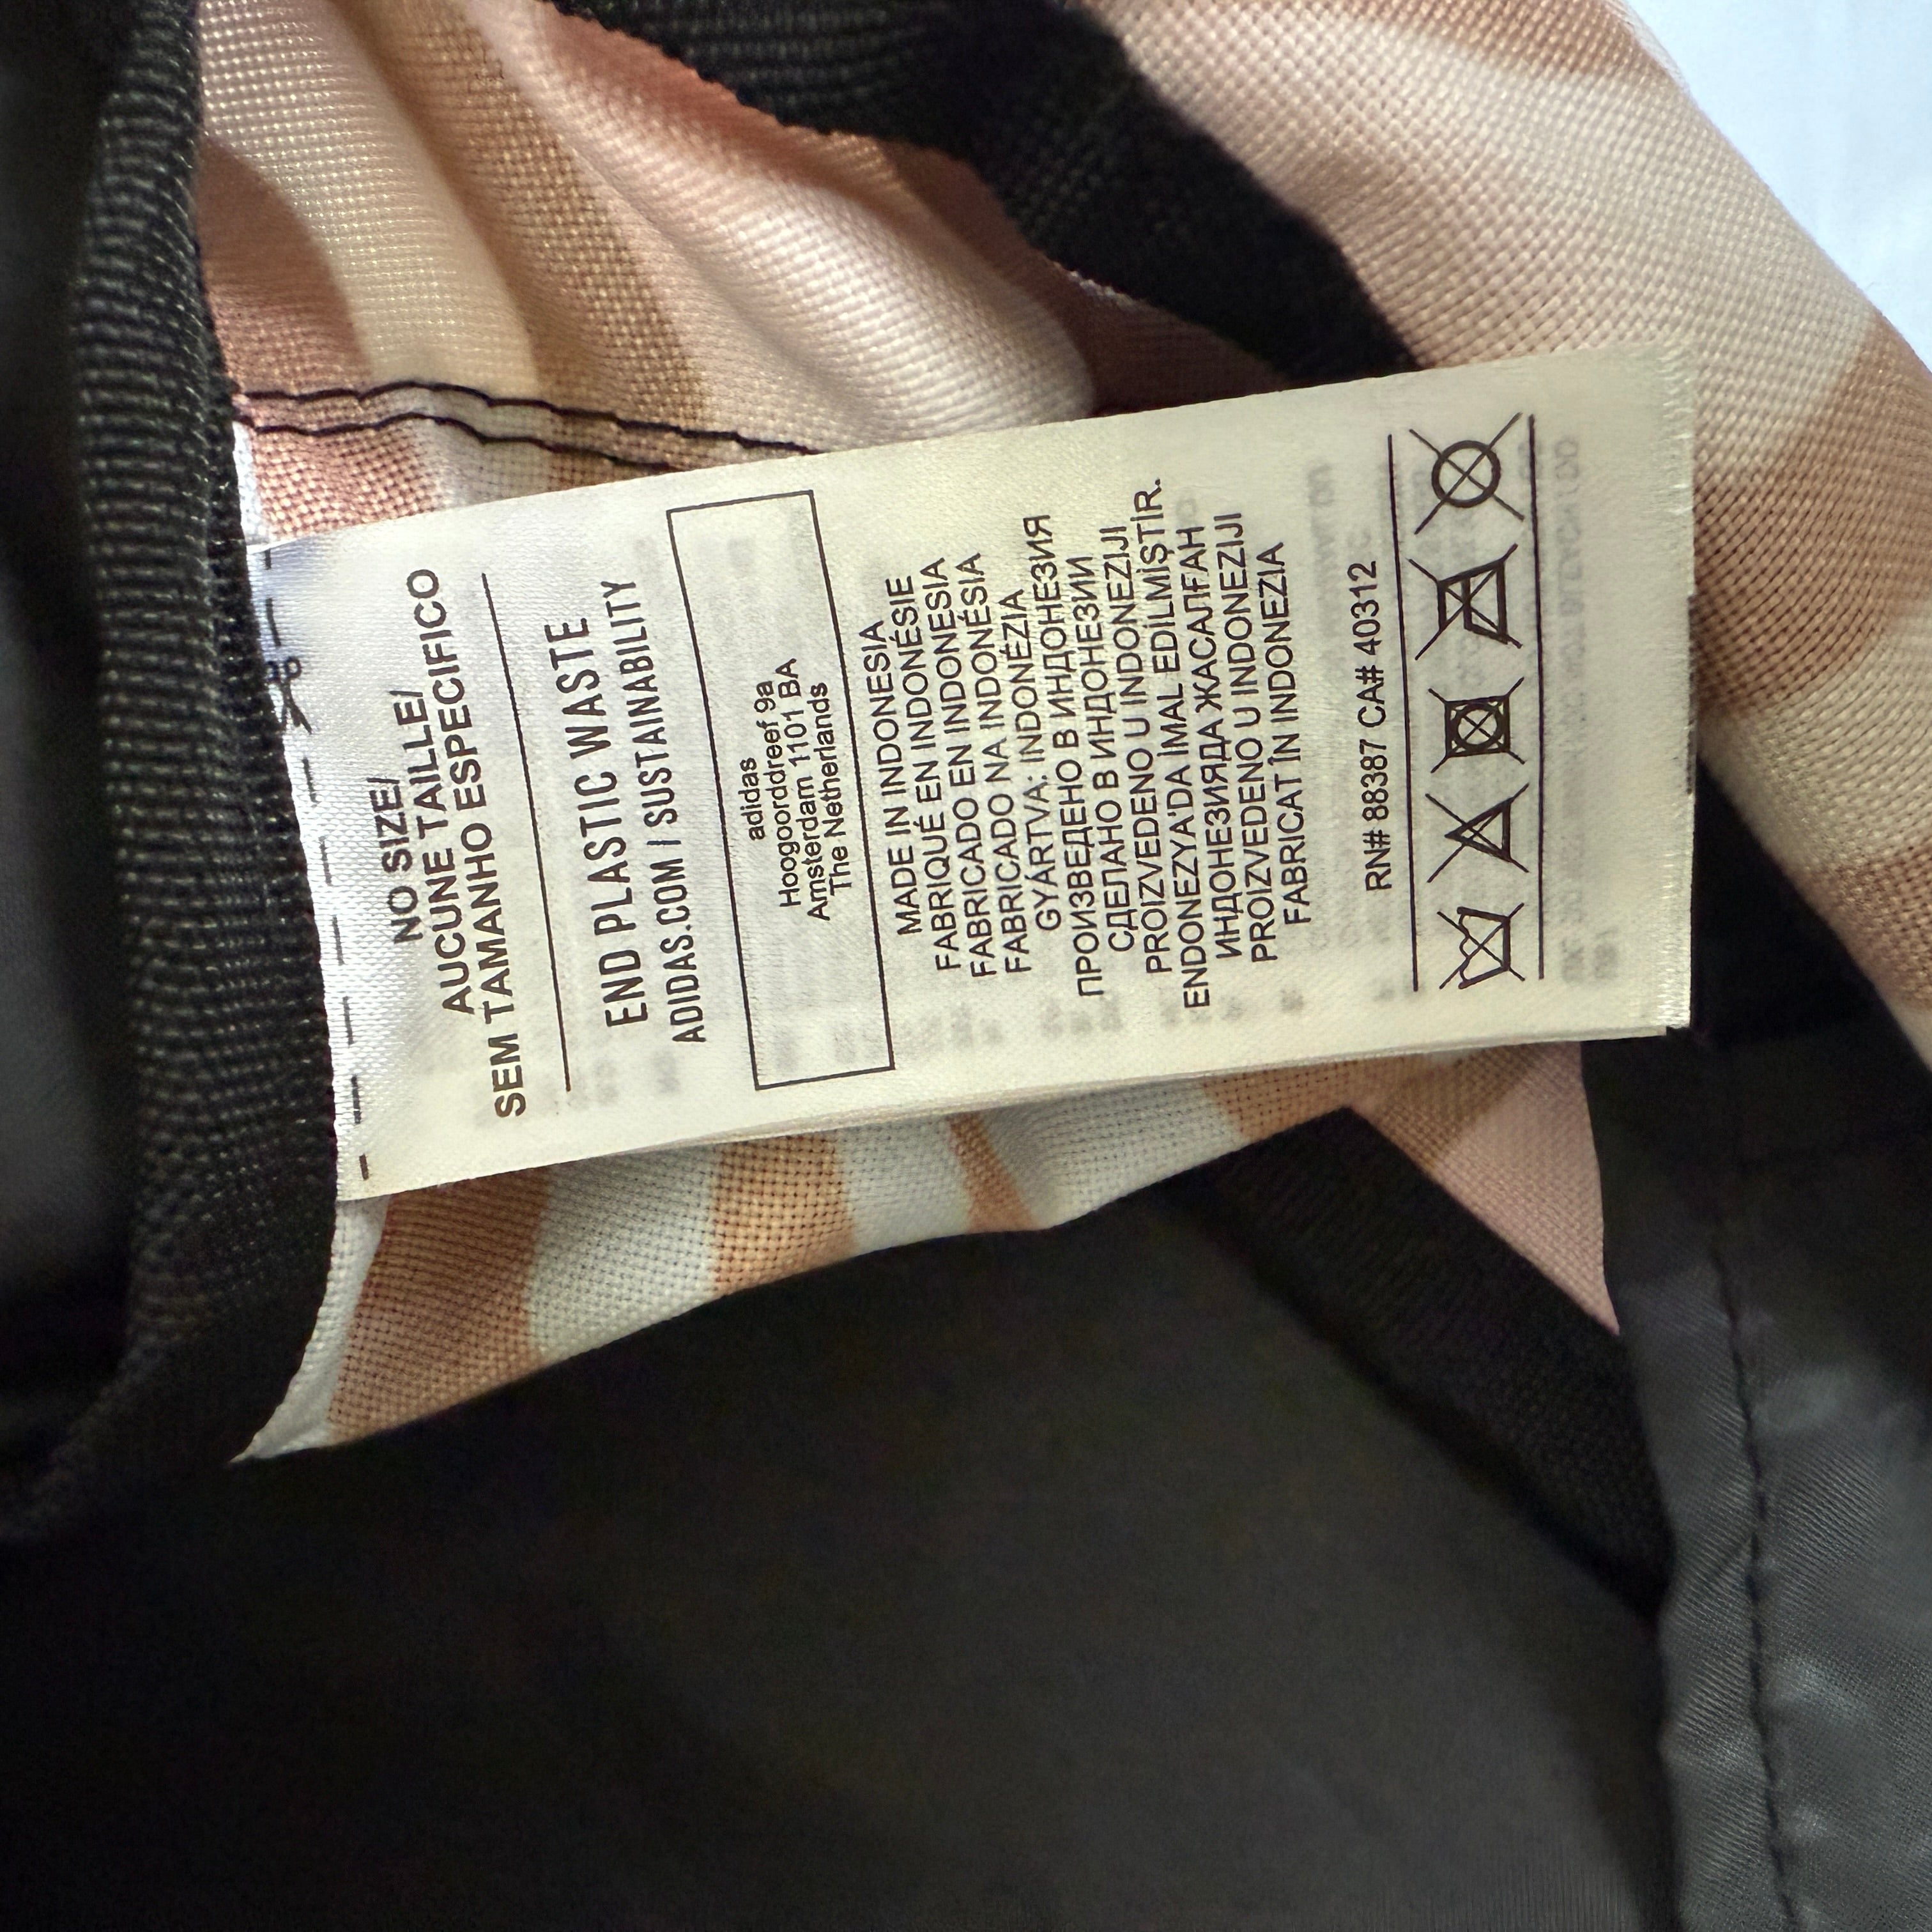 NO SIZE/
AUCUNE TAILLE/
SEM TAMANHO ESPECIFICO
END PLASTIC WASTE
ADIDAS.COM / SUSTAINABILITY
adidas
Hoogoorddreef 9a
Amsterdam 1101 BA
The Netherlands
MADE IN INDONESIA
FABRIQUÉ EN INDONÉSIE
FABRICADO EN INDONESIA
FABRICADO NA INDONÉSIA
GYÁRTVA: INDONÉZIA
ПРОИЗВЕДЕНО В ИНДОНЕЗИЯ
СДЕЛАНО В ИНДОНЕЗИИ
PROIZVEDENO U INDONEZIJI
ENDONEZYA'DA İMAL EDİLMİŞTİR.
ИНДОНЕЗИЯДА ЖАСАЛҒАН
PROIZVEDENO U INDONEZIJI
FABRICAT ÎN INDONEZIA
RN# 88387 CA# 40312